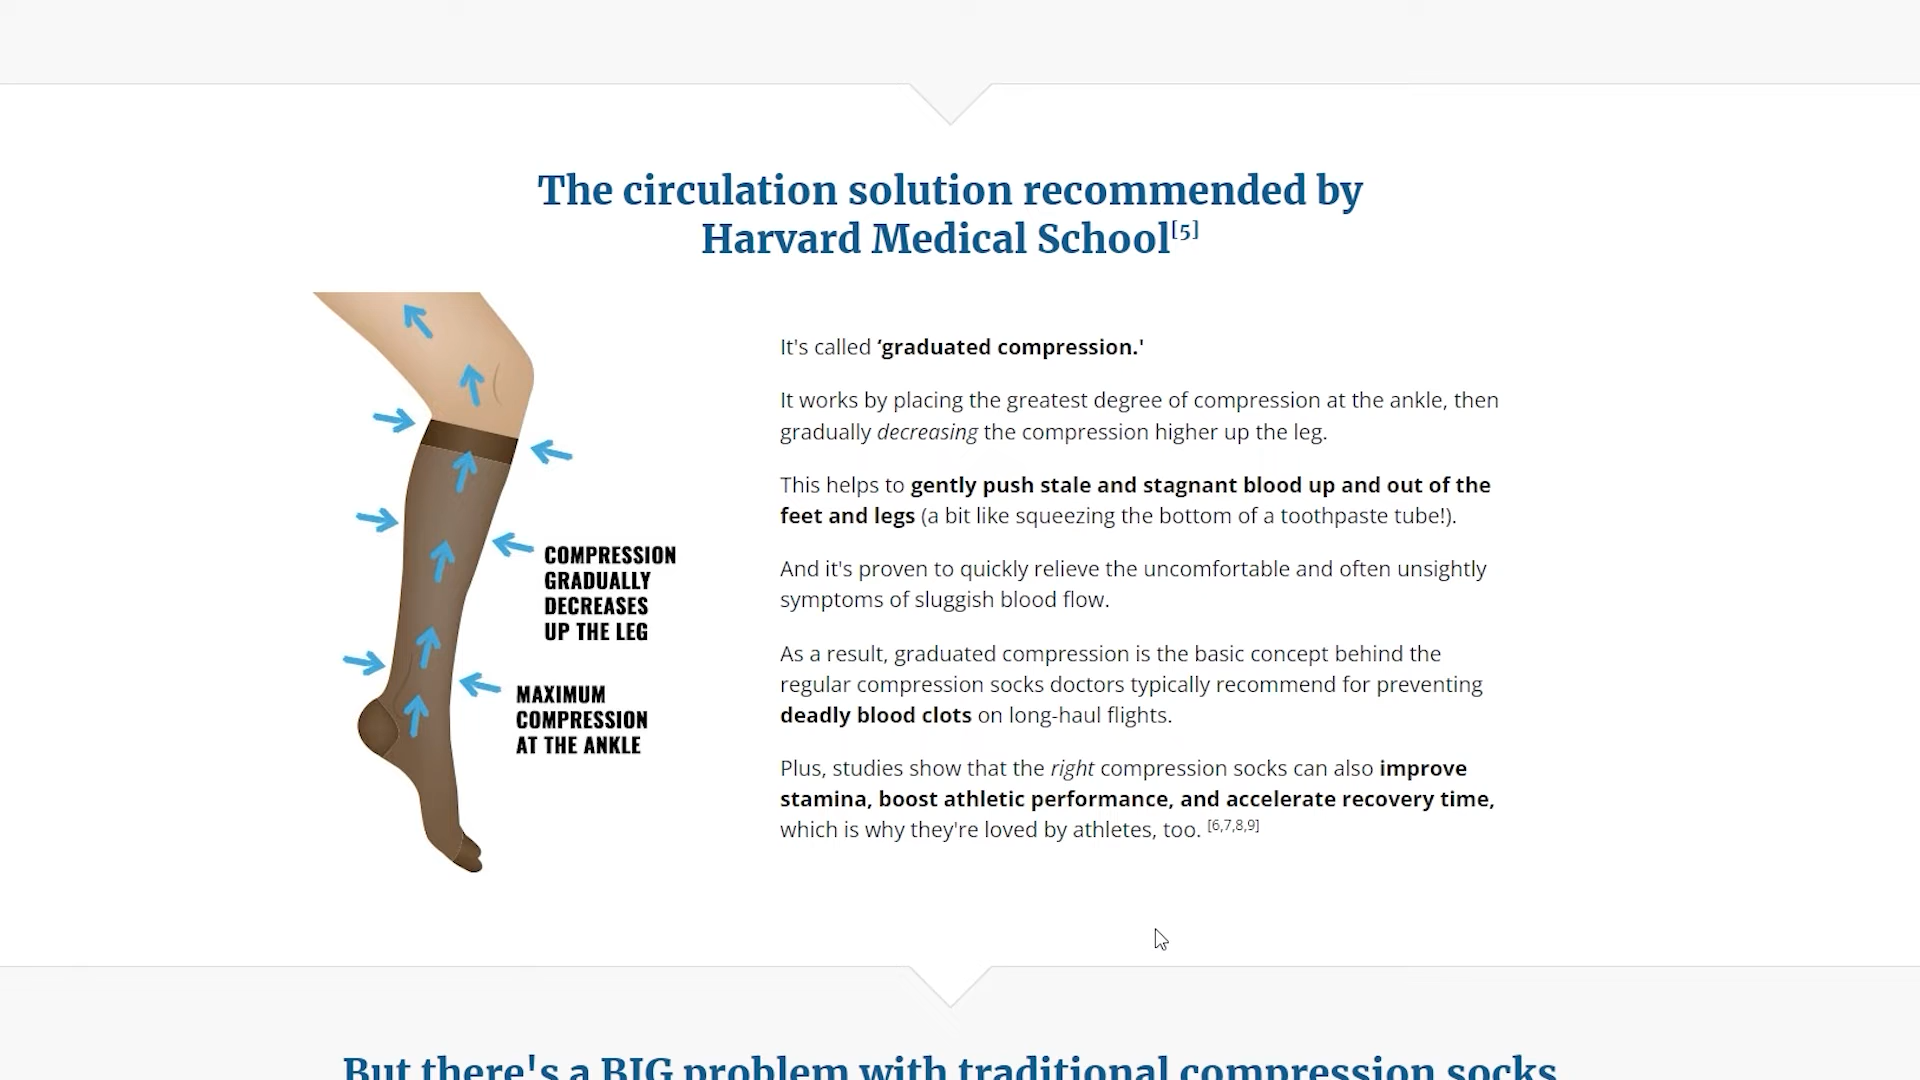 The circulation solution recommended by
Harvard Medical School[5]
It's called ‘graduated compression.'
It works by placing the greatest degree of compression at the ankle, then
gradually decreasing the compression higher up the leg.
This helps to gently push stale and stagnant blood up and out of the
feet and legs (a bit like squeezing the bottom of a toothpaste tube!).
And it's proven to quickly relieve the uncomfortable and often unsightly
symptoms of sluggish blood flow.
As a result, graduated compression is the basic concept behind the
regular compression socks doctors typically recommend for preventing
deadly blood clots on long-haul flights.
Plus, studies show that the right compression socks can also improve
stamina, boost athletic performance, and accelerate recovery time,
which is why they're loved by athletes, too. [6,7,8,9]
COMPRESSION
GRADUALLY
DECREASES
UP THE LEG
MAXIMUM
COMPRESSION
AT THE ANKLE
But there's a BIG problem with traditional compression socks